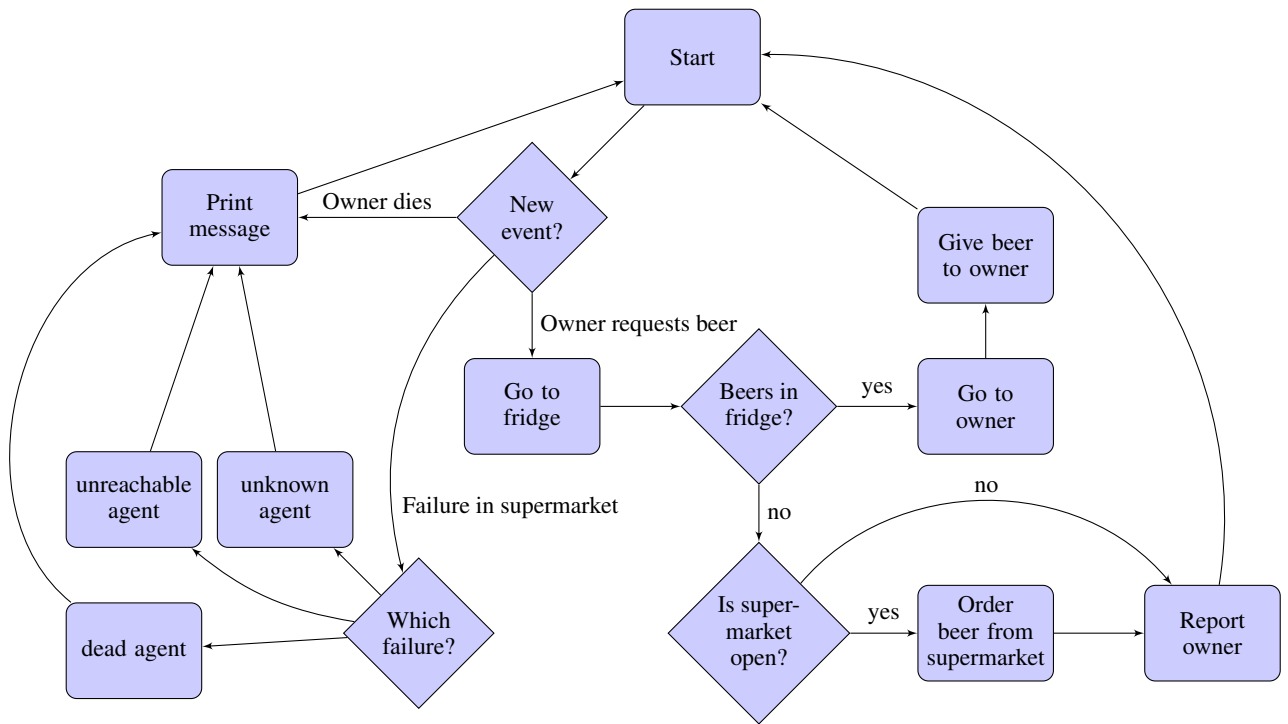 Start
Print
message
Owner dies
New
event?
Give beer
to owner
Owner requests beer
Go to
fridge
Beers in
fridge?
yes
Go to
owner
unreachable
agent
unknown
agent
Failure in supermarket
no
no
dead agent
Which
failure?
Is super-
market
open?
yes
Order
beer from
supermarket
Report
owner